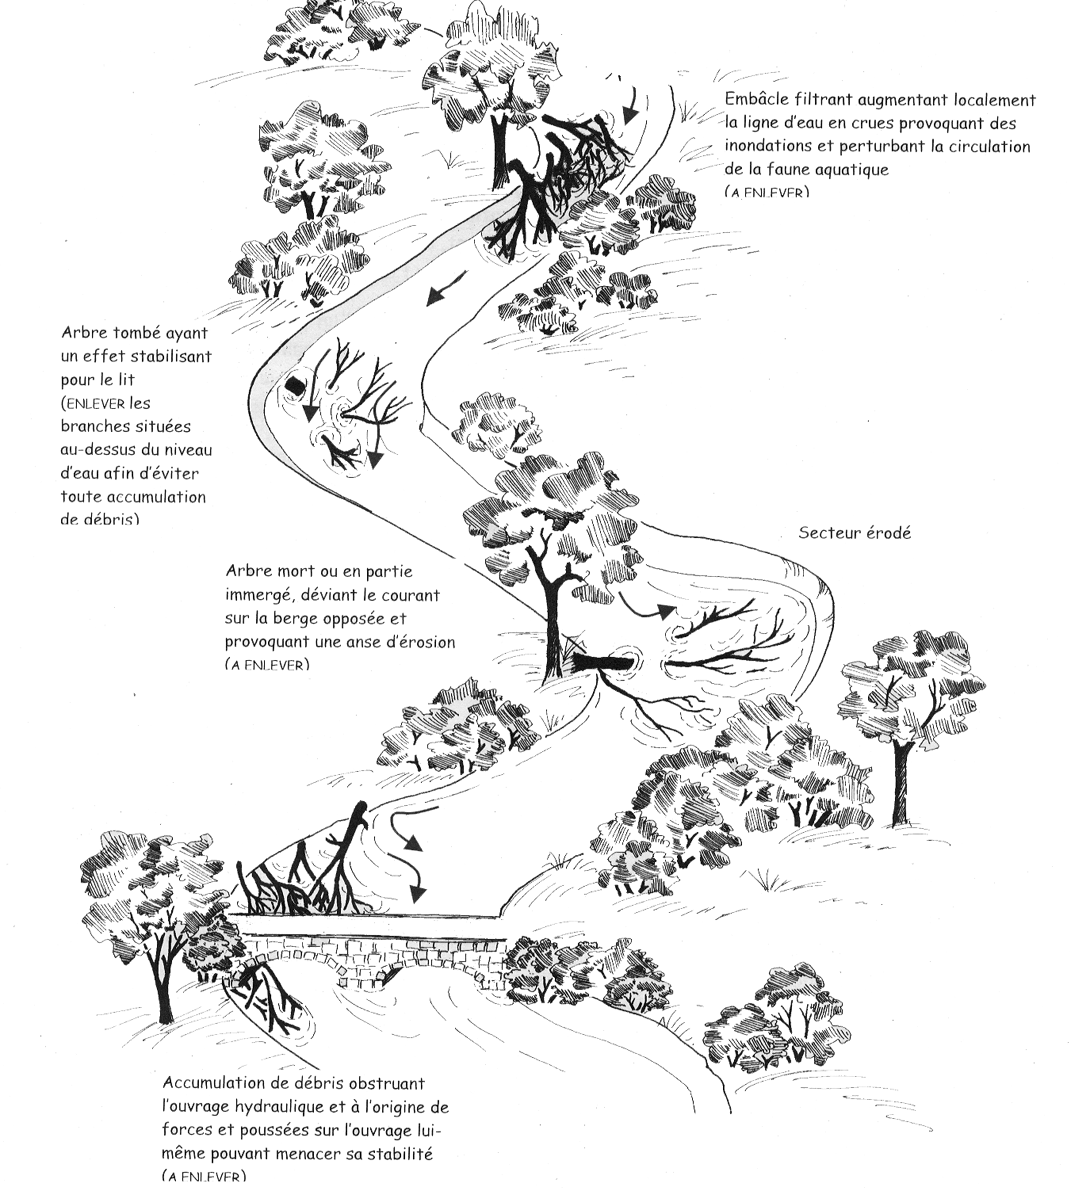 Embâcle filtrant augmentant localement
la ligne d'eau en crues provoquant des
inondations et perturbant la circulation
de la faune aquatique
(A ENLEVER)
Arbre tombé ayant
un effet stabilisant
pour le lit
(ENLEVER les
branches situées
au-dessus du niveau
d'eau afin d'éviter
toute accumulation
de débris)
Secteur érodé
Arbre mort ou en partie
immergé, déviant le courant
sur la berge opposée et
provoquant une anse d'érosion
(A ENLEVER)
Accumulation de débris obstruant
l'ouvrage hydraulique et à l'origine de
forces et poussées sur l'ouvrage lui-
même pouvant menacer sa stabilité
(A ENLEVER)